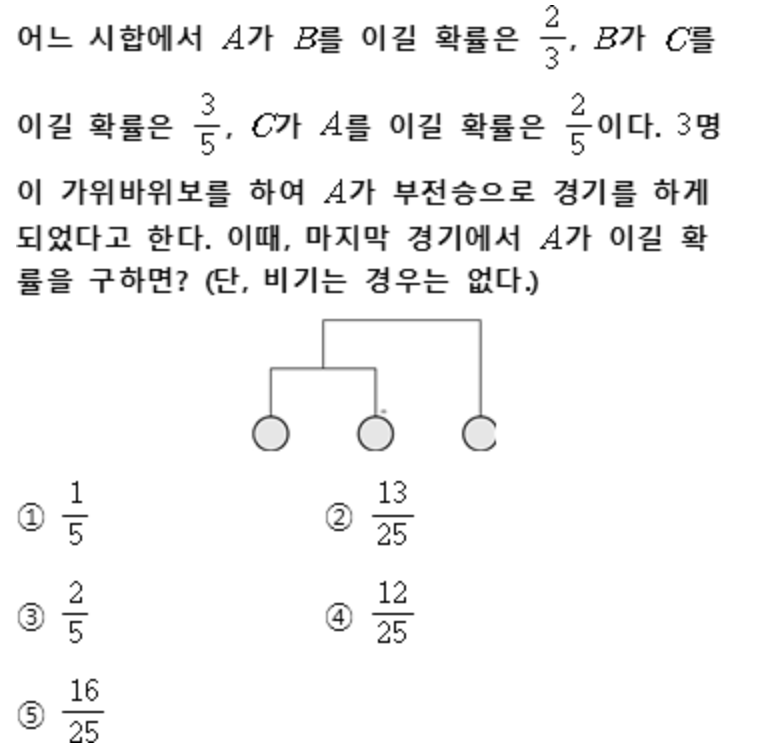 어느 시합에서 A가 B를 이길 확률은 2/3, B가 C를
이길 확률은 3/5, C가 A를 이길 확률은 2/5이다. 3명
이 가위바위보를 하여 A가 부전승으로 경기를 하게
되었다고 한다. 이때, 마지막 경기에서 A가 이길 확
률을 구하면? (단, 비기는 경우는 없다.)
① 1/5 ② 13/25
③ 2/5 ④ 12/25
⑤ 16/25